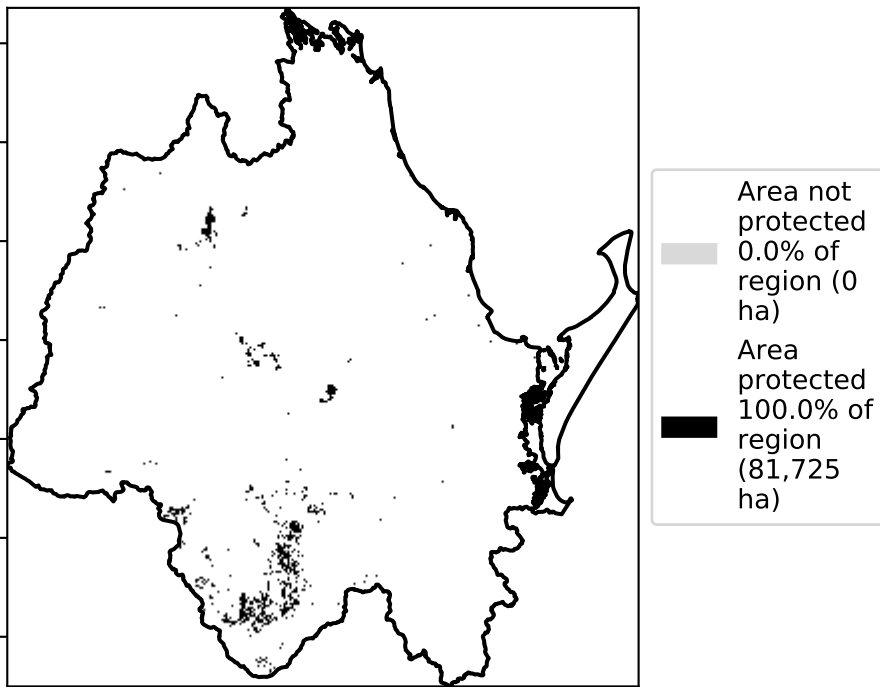 Area not
protected
0.0% of
region (0
ha)
Area
protected
100.0% of
region
(81,725
ha)